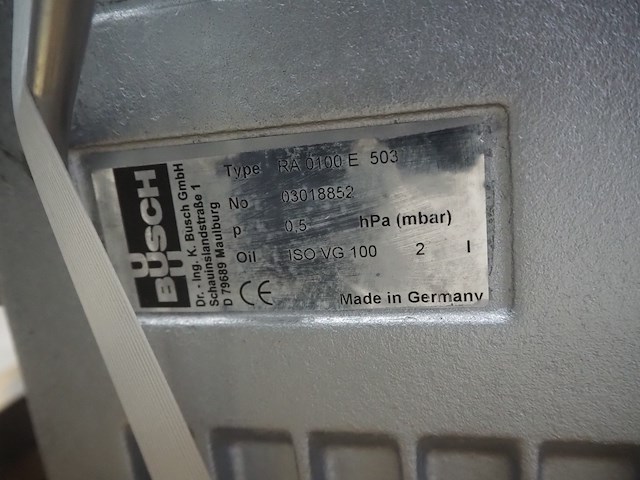 BUSCH
Dr. - Ing. K. Busch GmbH
Schauinslandstraße 1
D 79689 Maulburg
Type RA 0100 E 503
No 03018852
p 0,5 hPa (mbar)
Oil ISO VG 100 2 l
CE Made in Germany